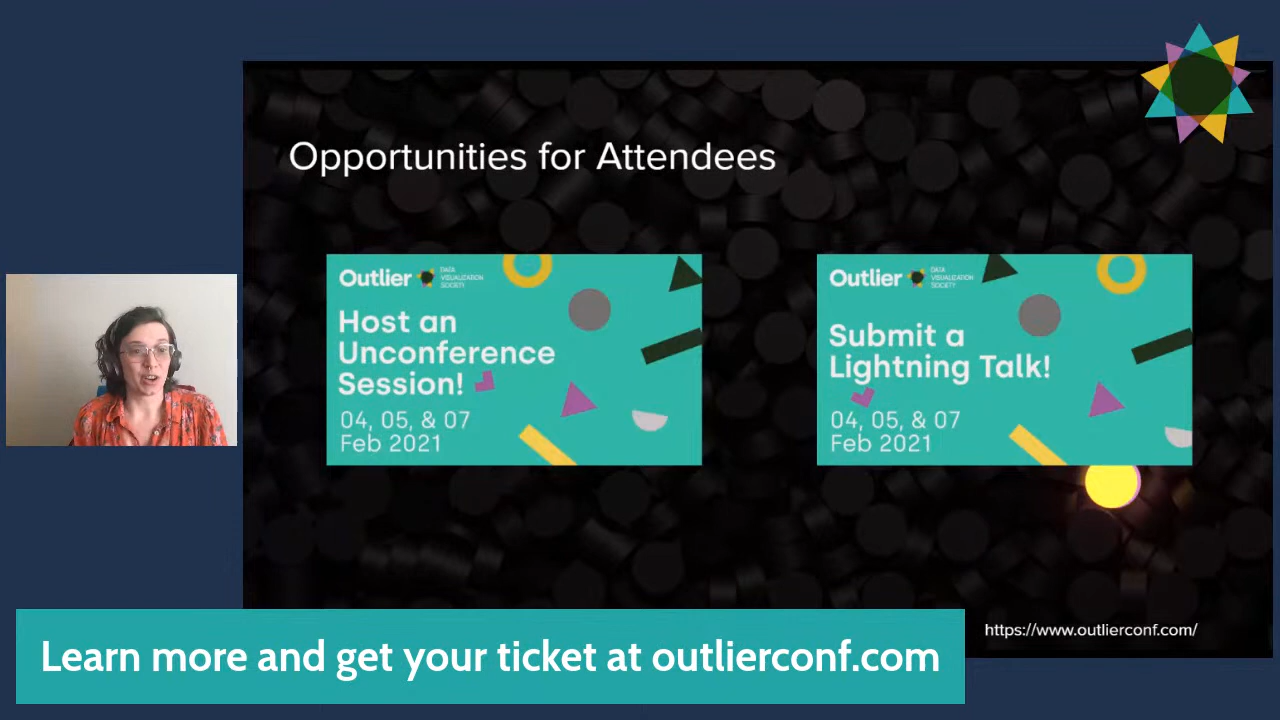 Opportunities for Attendees
Outlier DATA VISUALIZATION SOCIETY
Host an
Unconference
Session!
04, 05, & 07
Feb 2021
Outlier DATA VISUALIZATION SOCIETY
Submit a
Lightning Talk!
04, 05, & 07
Feb 2021
https://www.outlierconf.com/
Learn more and get your ticket at outlierconf.com